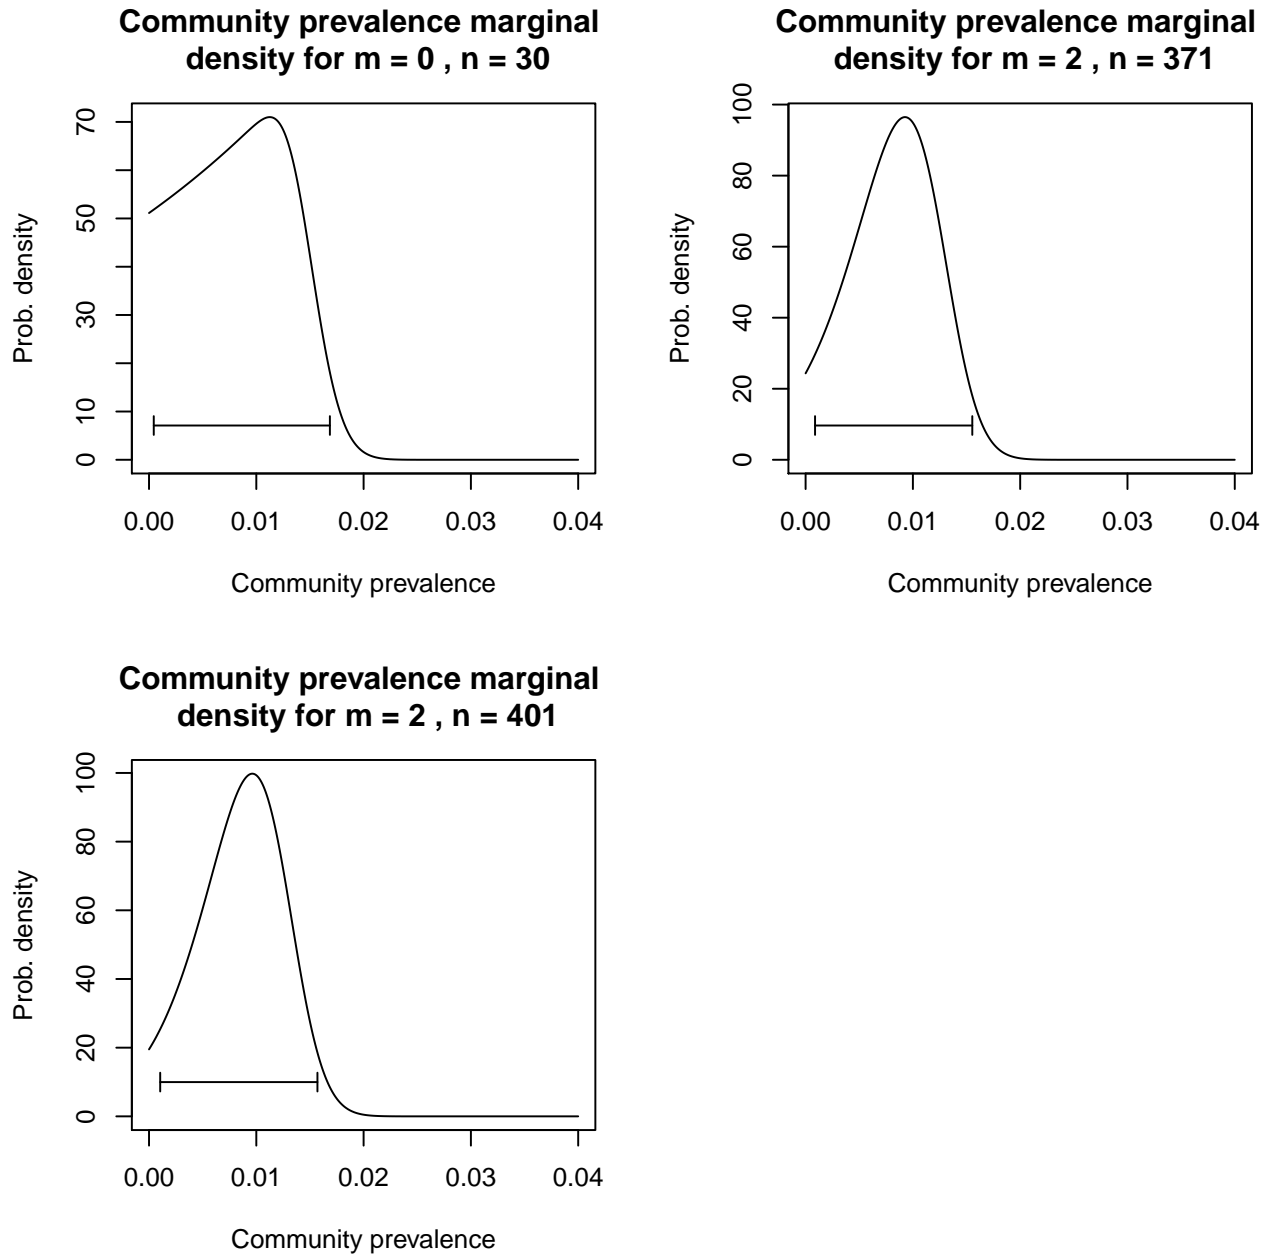 Community prevalence marginal
density for m = 0 , n = 30
Prob. density
70
50
30
10
0
0.00 0.01 0.02 0.03 0.04
Community prevalence
Community prevalence marginal
density for m = 2 , n = 371
Prob. density
100
80
60
40
20
0
0.00 0.01 0.02 0.03 0.04
Community prevalence
Community prevalence marginal
density for m = 2 , n = 401
Prob. density
100
80
60
40
20
0
0.00 0.01 0.02 0.03 0.04
Community prevalence